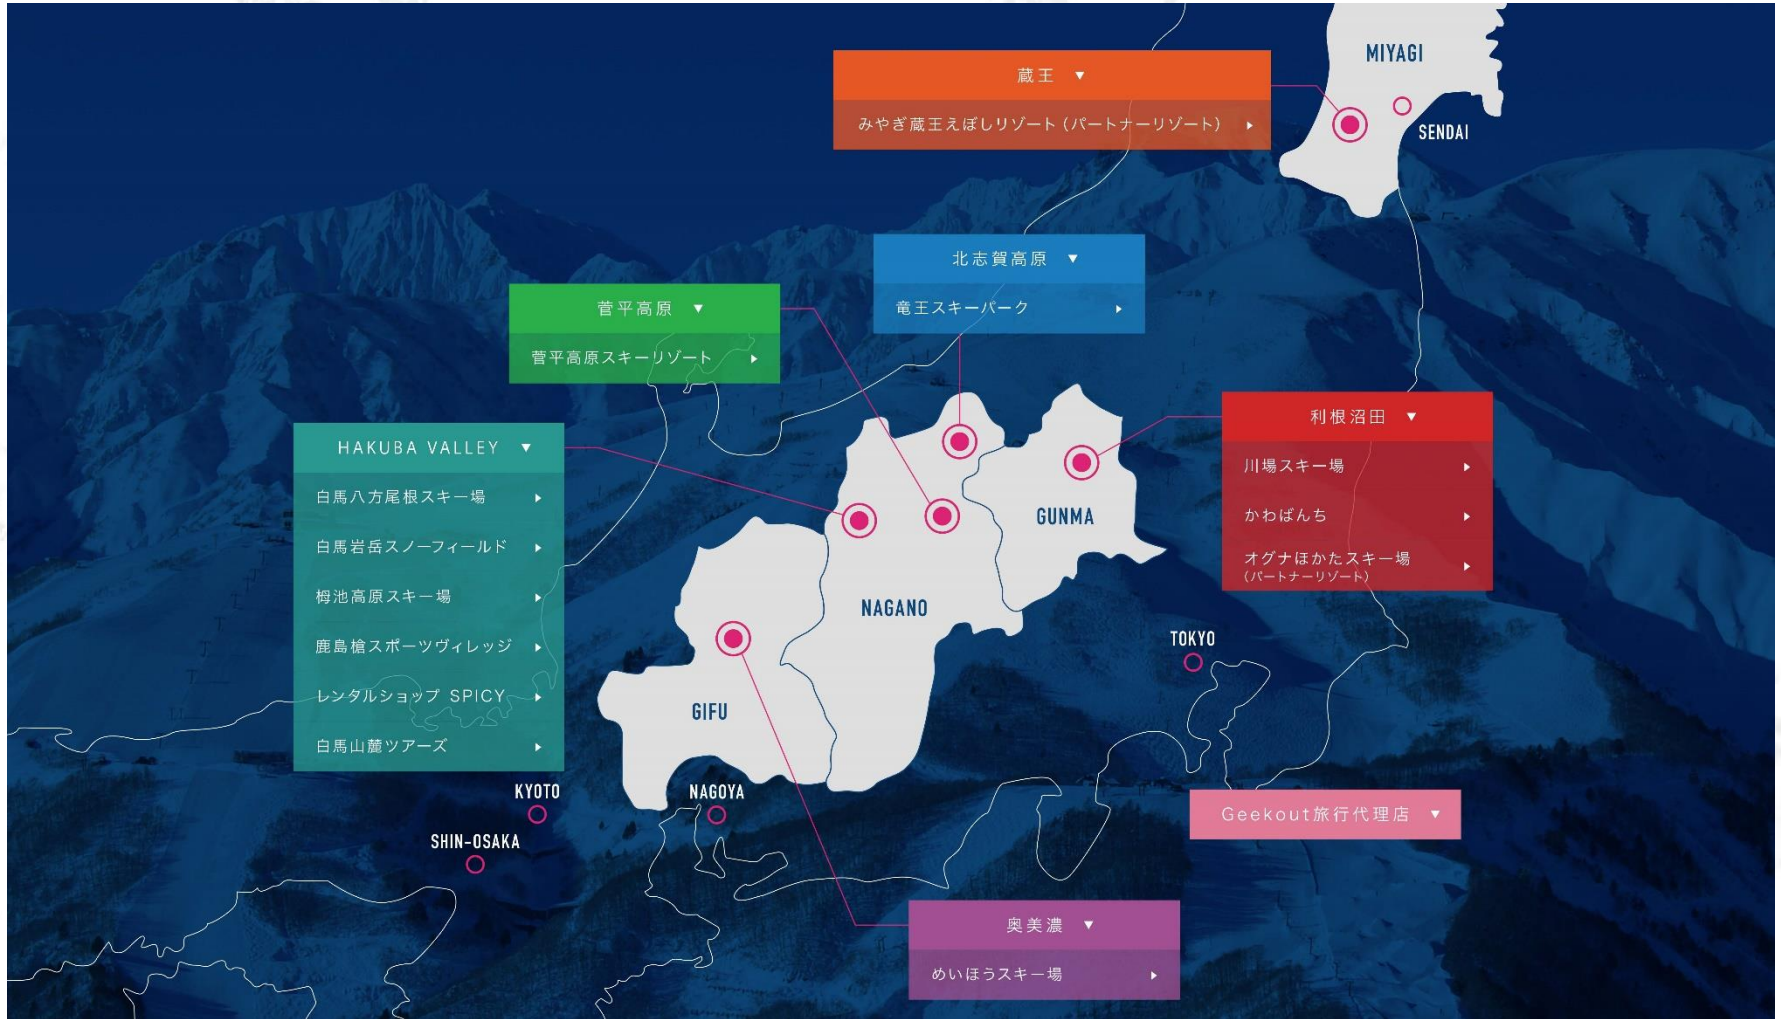 MIYAGI
蔵王 ▼
みやぎ蔵王えぼしリゾート（パートナーリゾート） ▶
SENDAI
北志賀高原 ▼
竜王スキーパーク ▶
菅平高原 ▼
菅平高原スキーリゾート ▶
利根沼田 ▼
川場スキー場 ▶
かわばんち ▶
オグナほたかスキー場 ▶
（パートナーリゾート）
HAKUBA VALLEY ▼
白馬八方尾根スキー場 ▶
白馬岩岳スノーフィールド ▶
栂池高原スキー場 ▶
鹿島槍スポーツヴィレッジ ▶
レンタルショップ SPICY ▶
白馬山麓ツアーズ ▶
GUNMA
NAGANO
GIFU
TOKYO
KYOTO
NAGOYA
SHIN-OSAKA
Geekout旅行代理店 ▼
奥美濃 ▼
めいほうスキー場 ▶